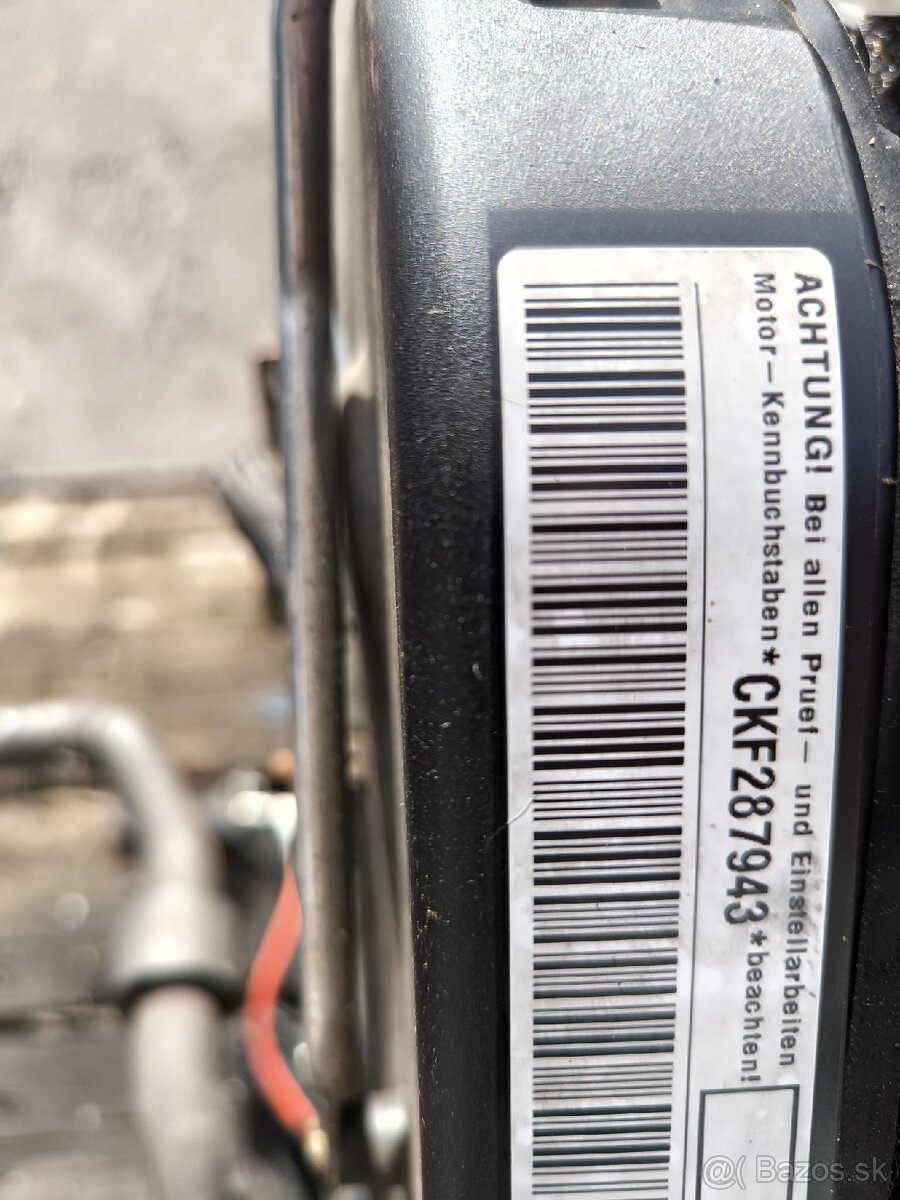 ACHTUNG! Bei allen Pruef- und Einstellarbeiten
Motor-Kennbuchstaben*CKF287943*beachten!
@( Bazos.sk